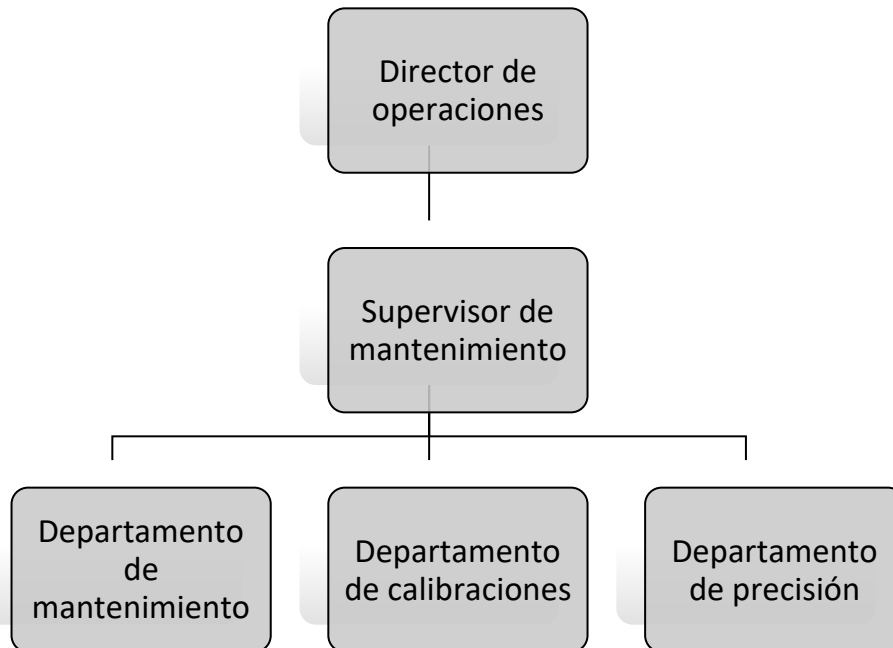 Director de
operaciones
Supervisor de
mantenimiento
Departamento
de
mantenimiento
Departamento
de calibraciones
Departamento
de precisión